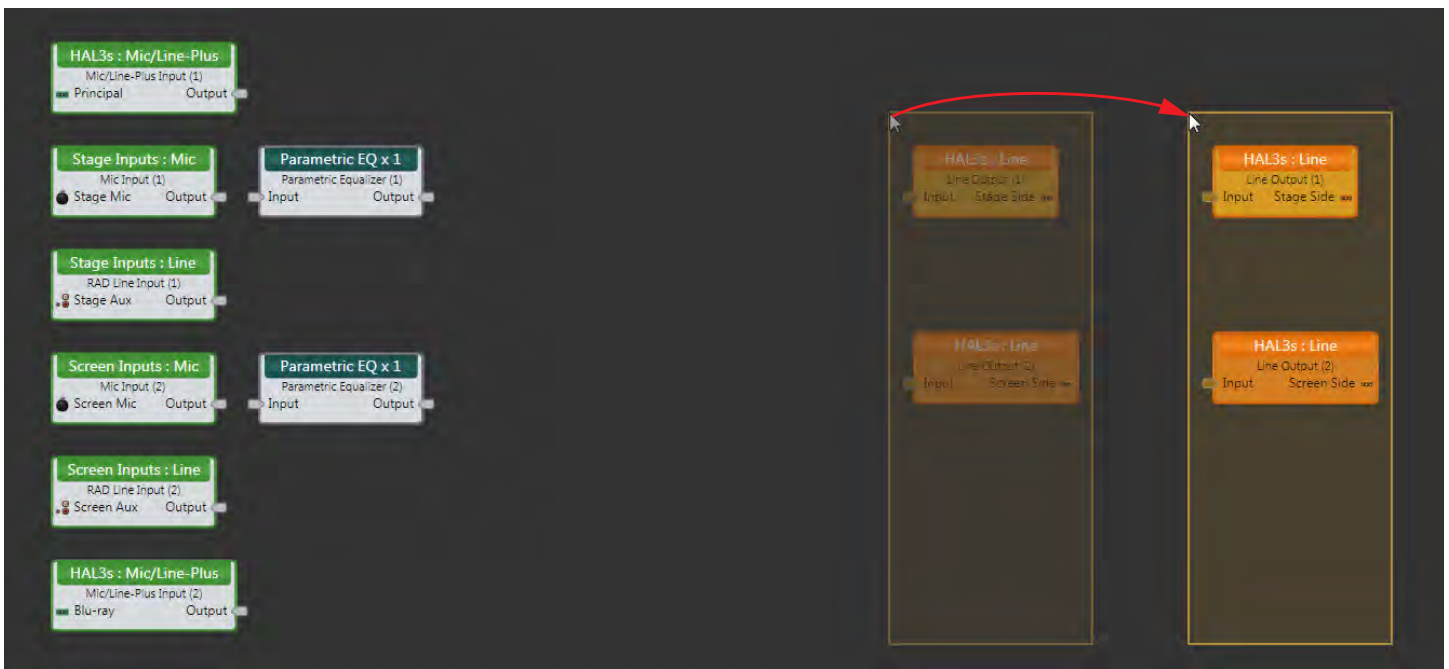 HAL3s : Mic/Line-Plus
Mic/Line-Plus Input (1)
Principal Output
Stage Inputs : Mic
Mic Input (1)
Stage Mic Output
Parametric EQ x 1
Parametric Equalizer (1)
Input Output
Stage Inputs : Line
RAD Line Input (1)
Stage Aux Output
Screen Inputs : Mic
Mic Input (2)
Screen Mic Output
Parametric EQ x 1
Parametric Equalizer (2)
Input Output
Screen Inputs : Line
RAD Line Input (2)
Screen Aux Output
HAL3s : Mic/Line-Plus
Mic/Line-Plus Input (2)
Blu-ray Output
HAL3s : Line
Line Output (1)
Input Stage Side
HAL3s : Line
Line Output (2)
Input Screen Side
HAL3s : Line
Line Output (1)
Input Stage Side
HAL3s : Line
Line Output (2)
Input Screen Side